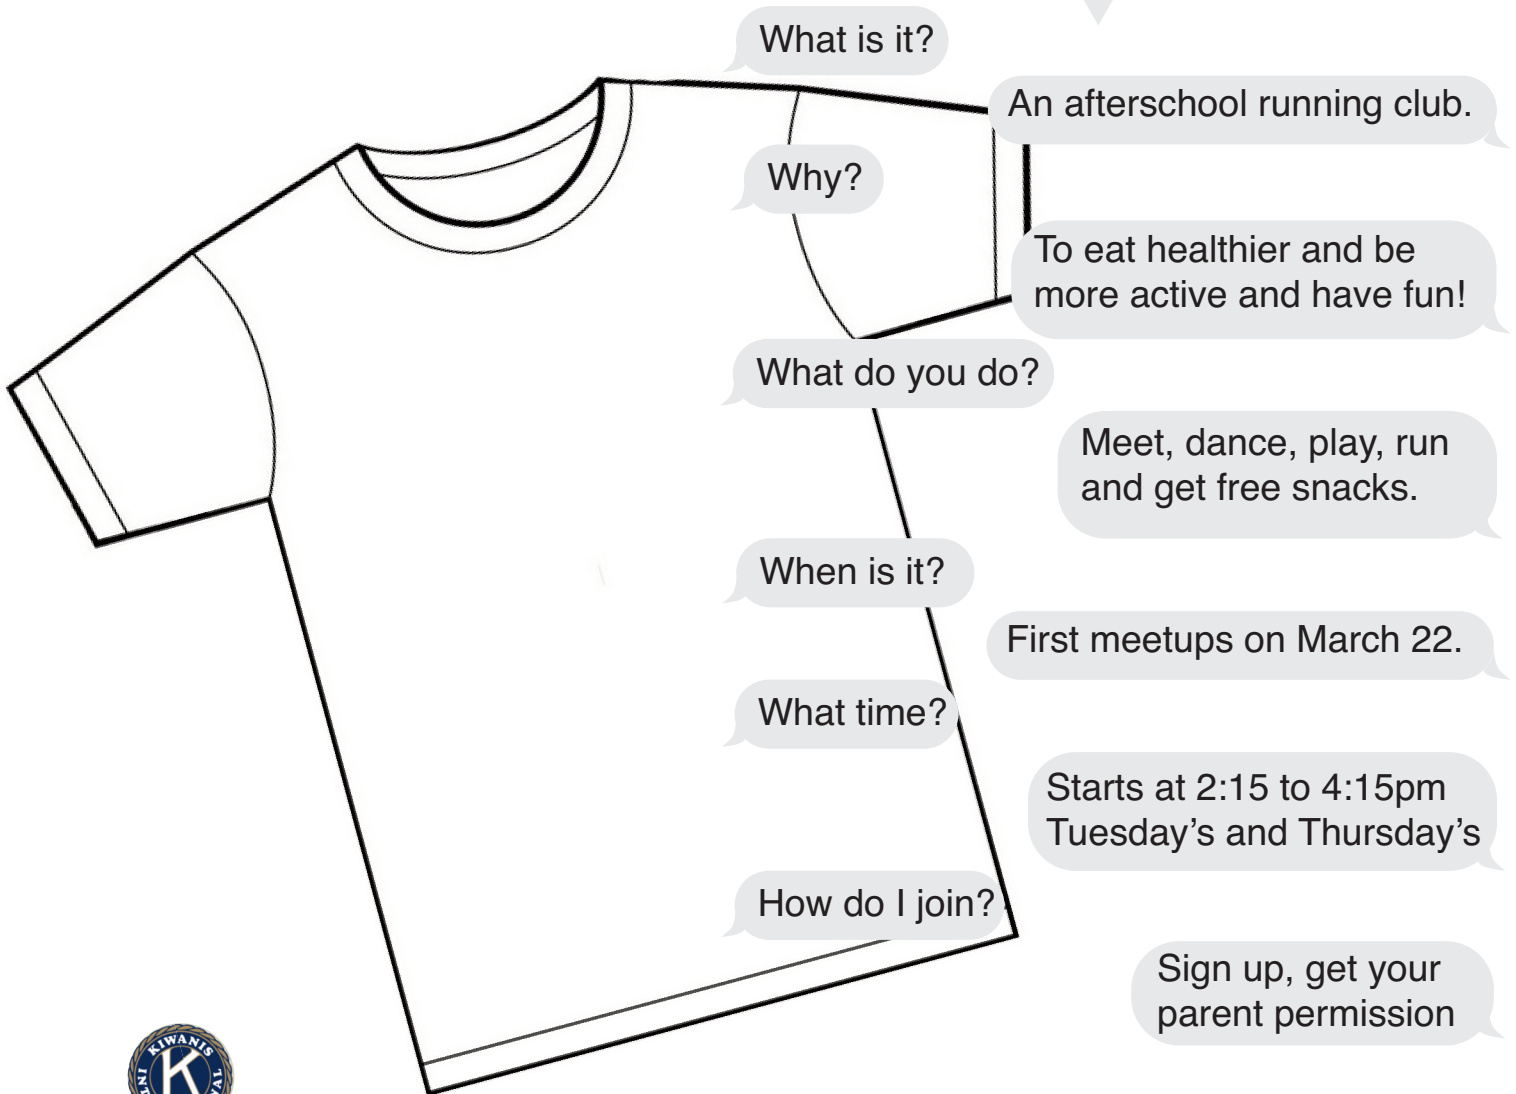 What is it?
An afterschool running club.
Why?
To eat healthier and be
more active and have fun!
What do you do?
Meet, dance, play, run
and get free snacks.
When is it?
First meetups on March 22.
What time?
Starts at 2:15 to 4:15pm
Tuesday’s and Thursday’s
How do I join?
Sign up, get your
parent permission
KIWANIS
K